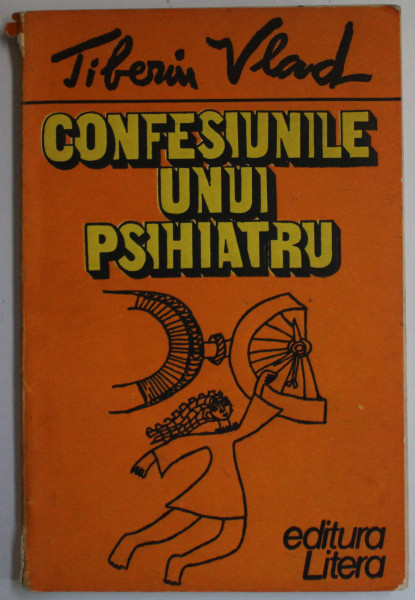 Tiberiu Vlad
CONFESIUNILE
UNUI
PSIHIATRU
editura
Litera